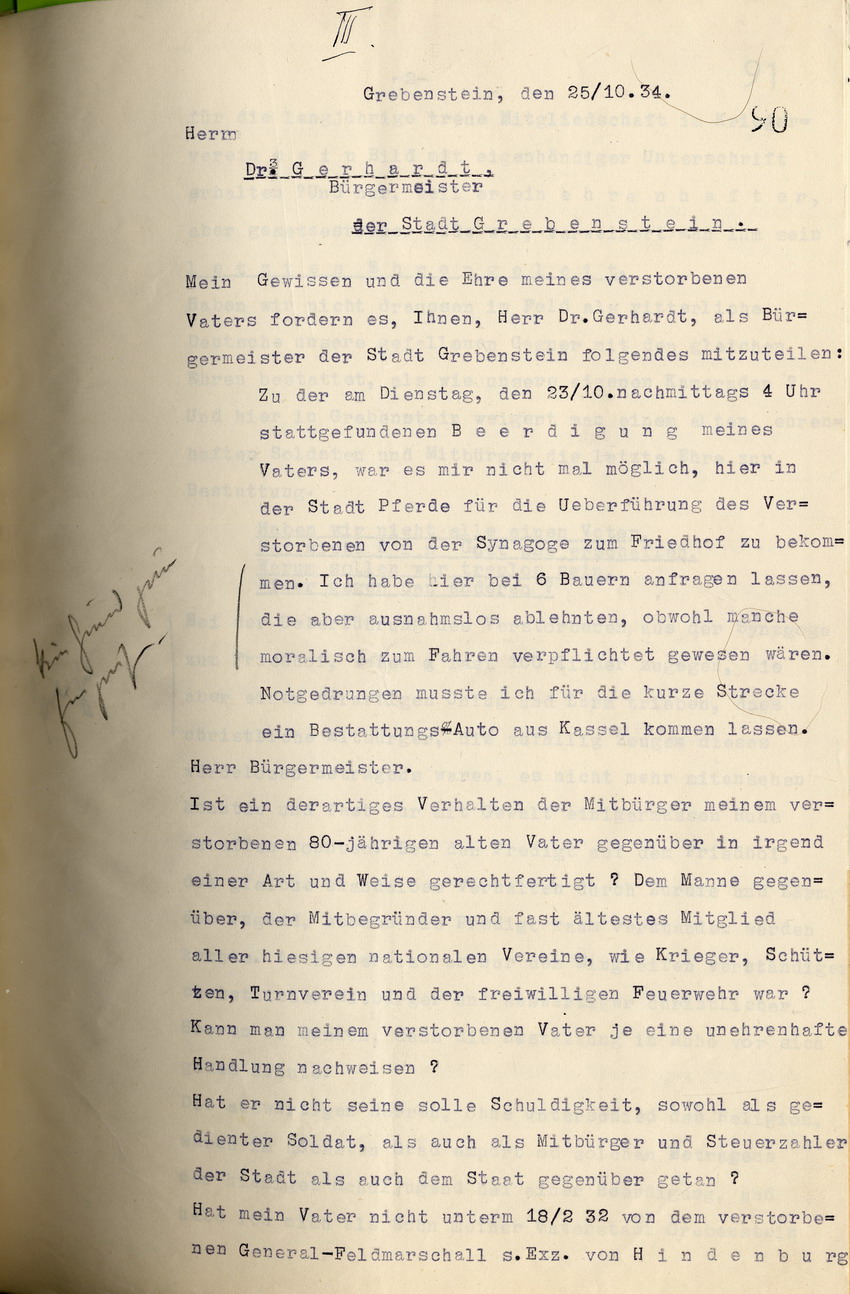 III.
Grebenstein, den 25/10.34.
90
Herrn
Dr. G e r h a r d t ,
Bürgermeister
der Stadt G r e b e n s t e i n .
Mein Gewissen und die Ehre meines verstorbenen
Vaters fordern es, Ihnen, Herr Dr.Gerhardt, als Bür=
germeister der Stadt Grebenstein folgendes mitzuteilen:
Zu der am Dienstag, den 23/10.nachmittags 4 Uhr
stattgefundenen B e e r d i g u n g meines
Vaters, war es mir nicht mal möglich, hier in
der Stadt Pferde für die Ueberführung des Ver=
storbenen von der Synagoge zum Friedhof zu bekom=
men. Ich habe hier bei 6 Bauern anfragen lassen,
die aber ausnahmslos ablehnten, obwohl manche
moralisch zum Fahren verpflichtet gewesen wären.
Notgedrungen musste ich für die kurze Strecke
ein Bestattungs=Auto aus Kassel kommen lassen.
Herr Bürgermeister.
Ist ein derartiges Verhalten der Mitbürger meinem ver=
storbenen 80-jährigen alten Vater gegenüber in irgend
einer Art und Weise gerechtfertigt ? Dem Manne gegen=
über, der Mitbegründer und fast ältestes Mitglied
aller hiesigen nationalen Vereine, wie Krieger, Schüt=
ten, Turnverein und der freiwilligen Feuerwehr war ?
Kann man meinem verstorbenen Vater je eine unehrenhafte
Handlung nachweisen ?
Hat er nicht seine solle Schuldigkeit, sowohl als ge=
dienter Soldat, als auch als Mitbürger und Steuerzahler
der Stadt als auch dem Staat gegenüber getan ?
Hat mein Vater nicht unterm 18/2 32 von dem verstorbe=
nen General-Feldmarschall s.Exz. von H i n d e n b u rg